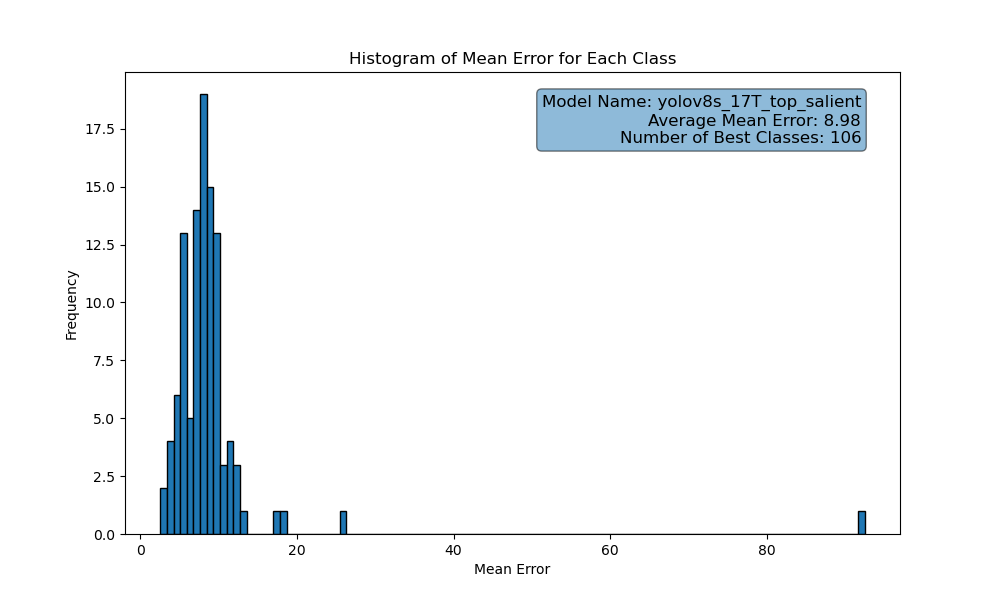 Histogram of Mean Error for Each Class
Model Name: yolov8s_17T_top_salient
Average Mean Error: 8.98
Number of Best Classes: 106
17.5
15.0
12.5
10.0
7.5
5.0
2.5
0.0
Frequency
0 20 40 60 80
Mean Error